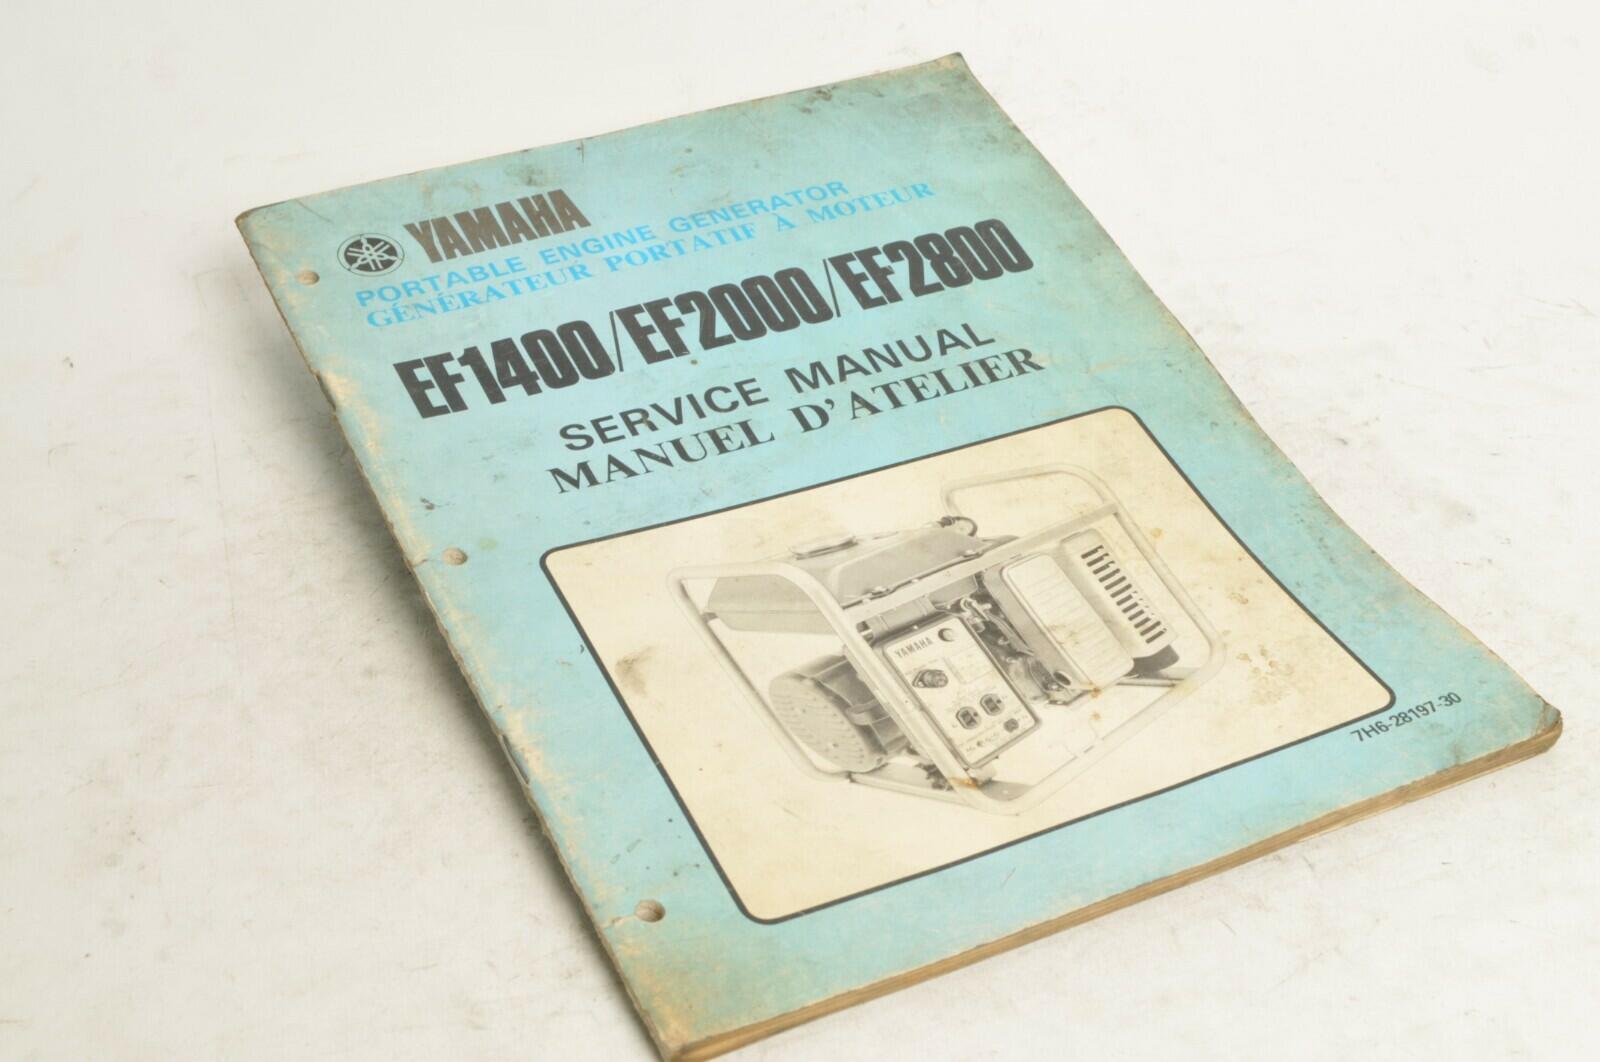 YAMAHA
PORTABLE ENGINE GENERATOR
GÉNÉRATEUR PORTATIF À MOTEUR
EF1400/EF2000/EF2800
SERVICE MANUAL
MANUEL D'ATELIER
YAMAHA
7H6-28197-30